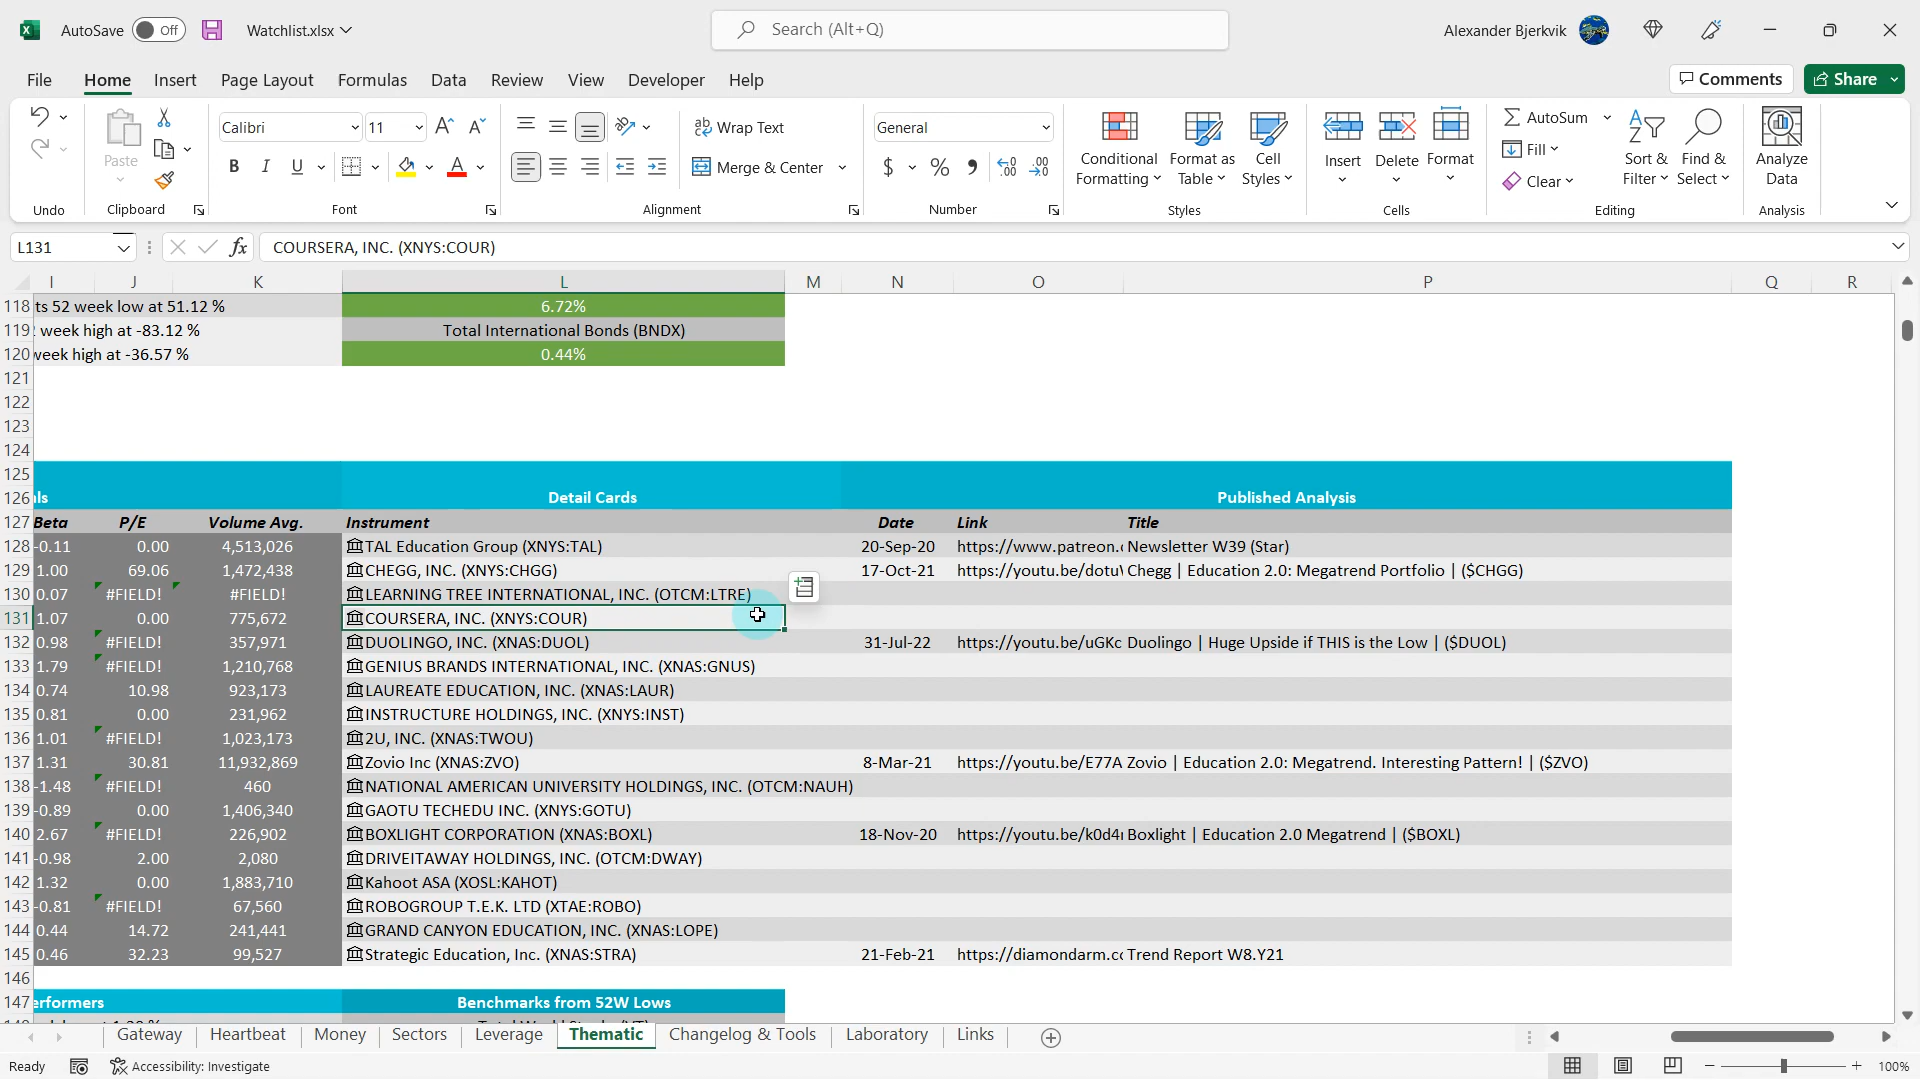 AutoSave Off Watchlist.xlsx Search (Alt+Q) Alexander Bjerkvik
File Home Insert Page Layout Formulas Data Review View Developer Help Comments Share
Paste
Calibri 11
B I U
Wrap Text
Merge & Center
General
$ %
Conditional Formatting
Format as Table
Cell Styles
Insert Delete Format
AutoSum
Fill
Clear
Sort & Filter
Find & Select
Analyze Data
Undo Clipboard Font Alignment Number Styles Cells Editing Analysis
L131 fx COURSERA, INC. (XNYS:COUR)
I J K L M N O P Q R
118 ts 52 week low at 51.12 % 6.72%
119 week high at -83.12 % Total International Bonds (BNDX)
120 week high at -36.57 % 0.44%
121
122
123
124
125
126 Detail Cards Published Analysis
127 Beta P/E Volume Avg. Instrument Date Link Title
128 -0.11 0.00 4,513,026 TAL Education Group (XNYS:TAL) 20-Sep-20 https://www.patreon. Newsletter W39 (Star)
129 1.00 69.06 1,472,438 CHEGG, INC. (XNYS:CHGG) 17-Oct-21 https://youtu.be/dotu Chegg | Education 2.0: Megatrend Portfolio | ($CHGG)
130 0.07 #FIELD! #FIELD! LEARNING TREE INTERNATIONAL, INC. (OTCM:LTRE)
131 1.07 0.00 775,672 COURSERA, INC. (XNYS:COUR)
132 0.98 #FIELD! 357,971 DUOLINGO, INC. (XNAS:DUOL) 31-Jul-22 https://youtu.be/uGKc Duolingo | Huge Upside if THIS is the Low | ($DUOL)
133 1.79 #FIELD! 1,210,768 GENIUS BRANDS INTERNATIONAL, INC. (XNAS:GNUS)
134 0.74 10.98 923,173 LAUREATE EDUCATION, INC. (XNAS:LAUR)
135 0.81 0.00 231,962 INSTRUCTURE HOLDINGS, INC. (XNYS:INST)
136 1.01 #FIELD! 1,023,173 2U, INC. (XNAS:TWOU)
137 1.31 30.81 11,932,869 Zovio Inc (XNAS:ZVO) 8-Mar-21 https://youtu.be/E77A Zovio | Education 2.0: Megatrend. Interesting Pattern! | ($ZVO)
138 -1.48 #FIELD! 460 NATIONAL AMERICAN UNIVERSITY HOLDINGS, INC. (OTCM:NAUH)
139 -0.89 0.00 1,406,340 GAOTU TECHEDU INC. (XNYS:GOTU)
140 2.67 #FIELD! 226,902 BOXLIGHT CORPORATION (XNAS:BOXL) 18-Nov-20 https://youtu.be/k0d4 Boxlight | Education 2.0 Megatrend | ($BOXL)
141 -0.98 2.00 2,080 DRIVEITAWAY HOLDINGS, INC. (OTCM:DWAY)
142 1.32 0.00 1,883,710 Kahoot ASA (XOSL:KAHOT)
143 -0.81 #FIELD! 67,560 ROBOGROUP T.E.K. LTD (XTAE:ROBO)
144 0.44 14.72 241,441 GRAND CANYON EDUCATION, INC. (XNAS:LOPE)
145 0.46 32.23 99,527 Strategic Education, Inc. (XNAS:STRA) 21-Feb-21 https://diamondarm.cc Trend Report W8.Y21
146
147 erformers Benchmarks from 52W Lows
Gateway Heartbeat Money Sectors Leverage Thematic Changelog & Tools Laboratory Links
Ready Accessibility: Investigate 100%